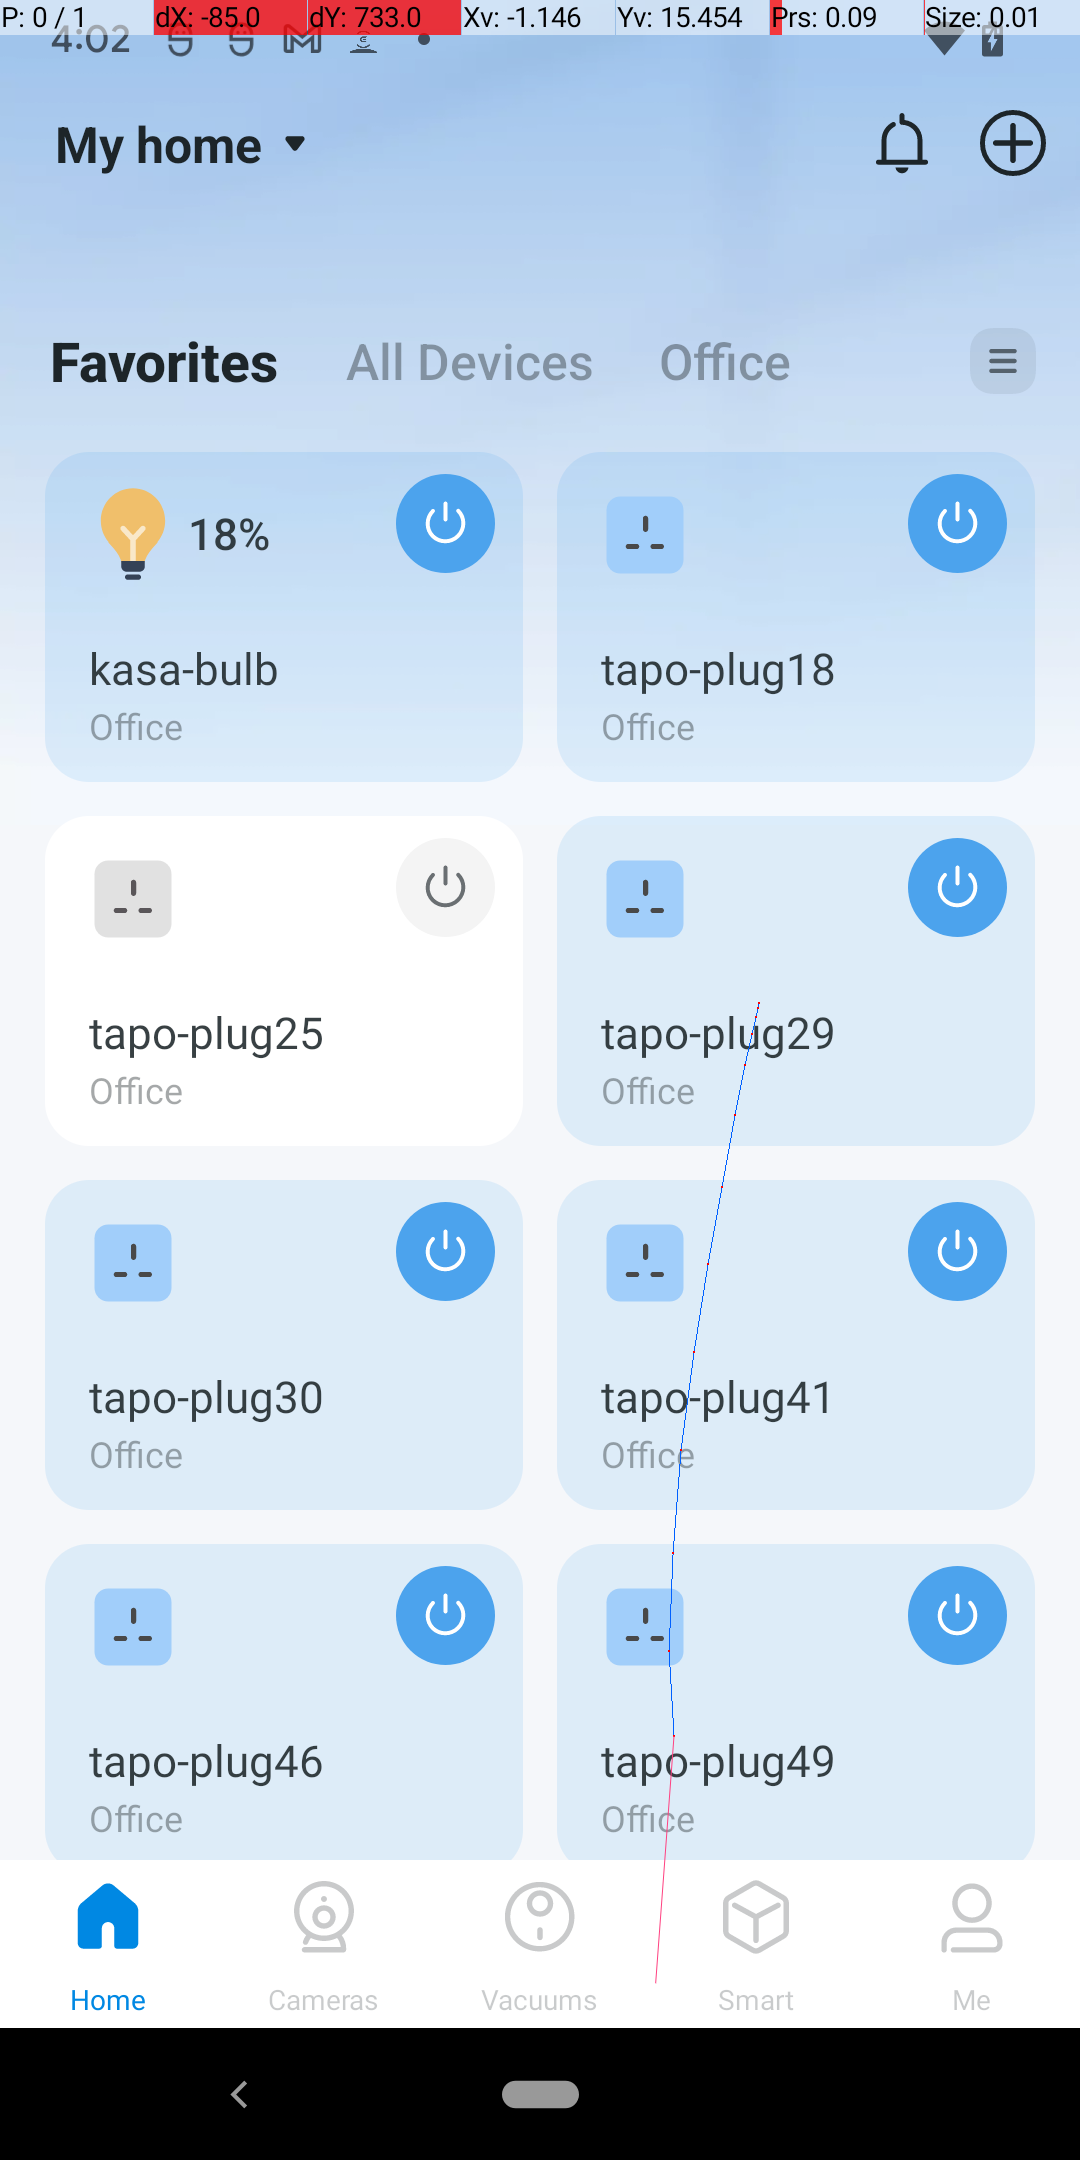 P: 0 / 1 dX: -85.0 dY: 733.0 Xv: -1.146 Yv: 15.454 Prs: 0.09 Size: 0.01
4:02
My home
Favorites All Devices Office
18%
kasa-bulb
Office
tapo-plug18
Office
tapo-plug25
Office
tapo-plug29
Office
tapo-plug30
Office
tapo-plug41
Office
tapo-plug46
Office
tapo-plug49
Office
Home Cameras Vacuums Smart Me